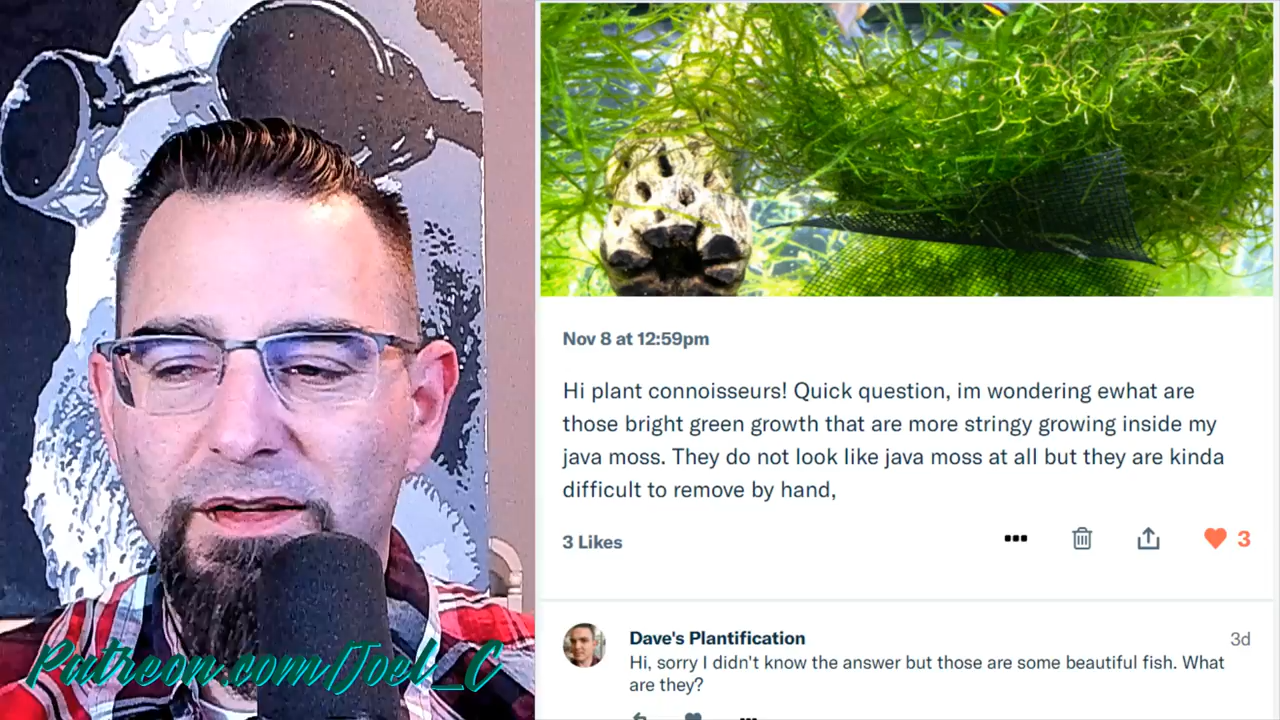 Patreon.com/Joel_C
Nov 8 at 12:59pm
Hi plant connoisseurs! Quick question, im wondering ewhat are
those bright green growth that are more stringy growing inside my
java moss. They do not look like java moss at all but they are kinda
difficult to remove by hand,
3 Likes
3
Dave's Plantification
3d
Hi, sorry I didn't know the answer but those are some beautiful fish. What
are they?